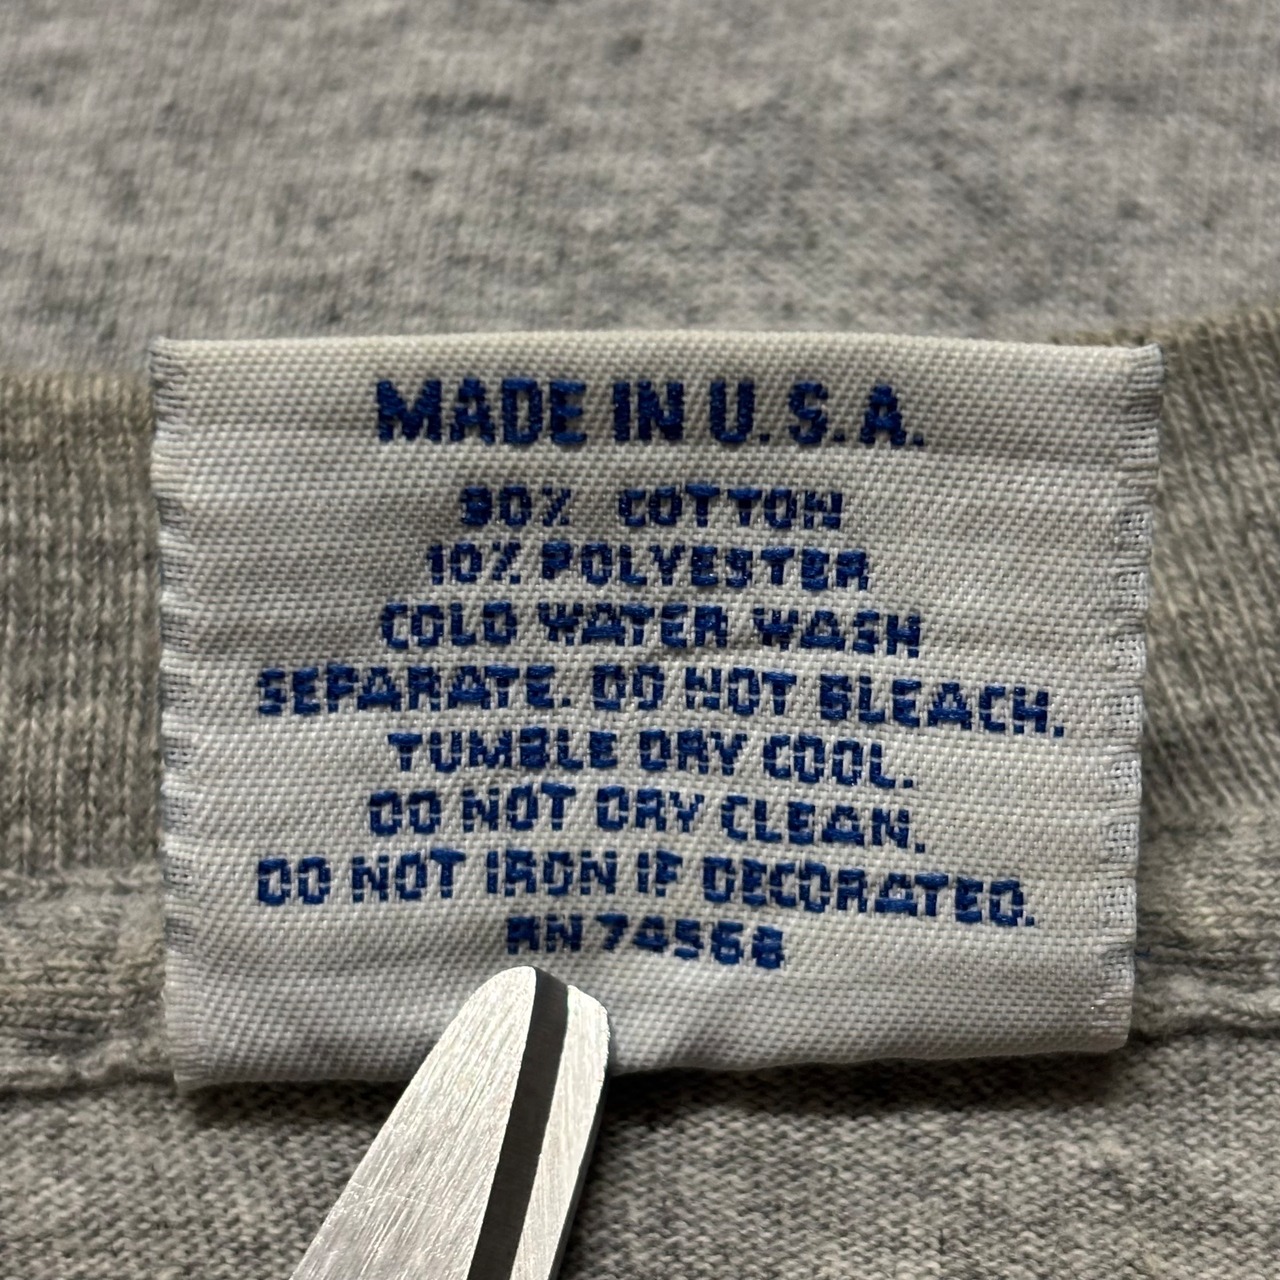 MADE IN U.S.A.
90% COTTON
10% POLYESTER
COLD WATER WASH
SEPARATE. DO NOT BLEACH.
TUMBLE DRY COOL.
DO NOT DRY CLEAN.
DO NOT IRON IF DECORATED.
RN 74566